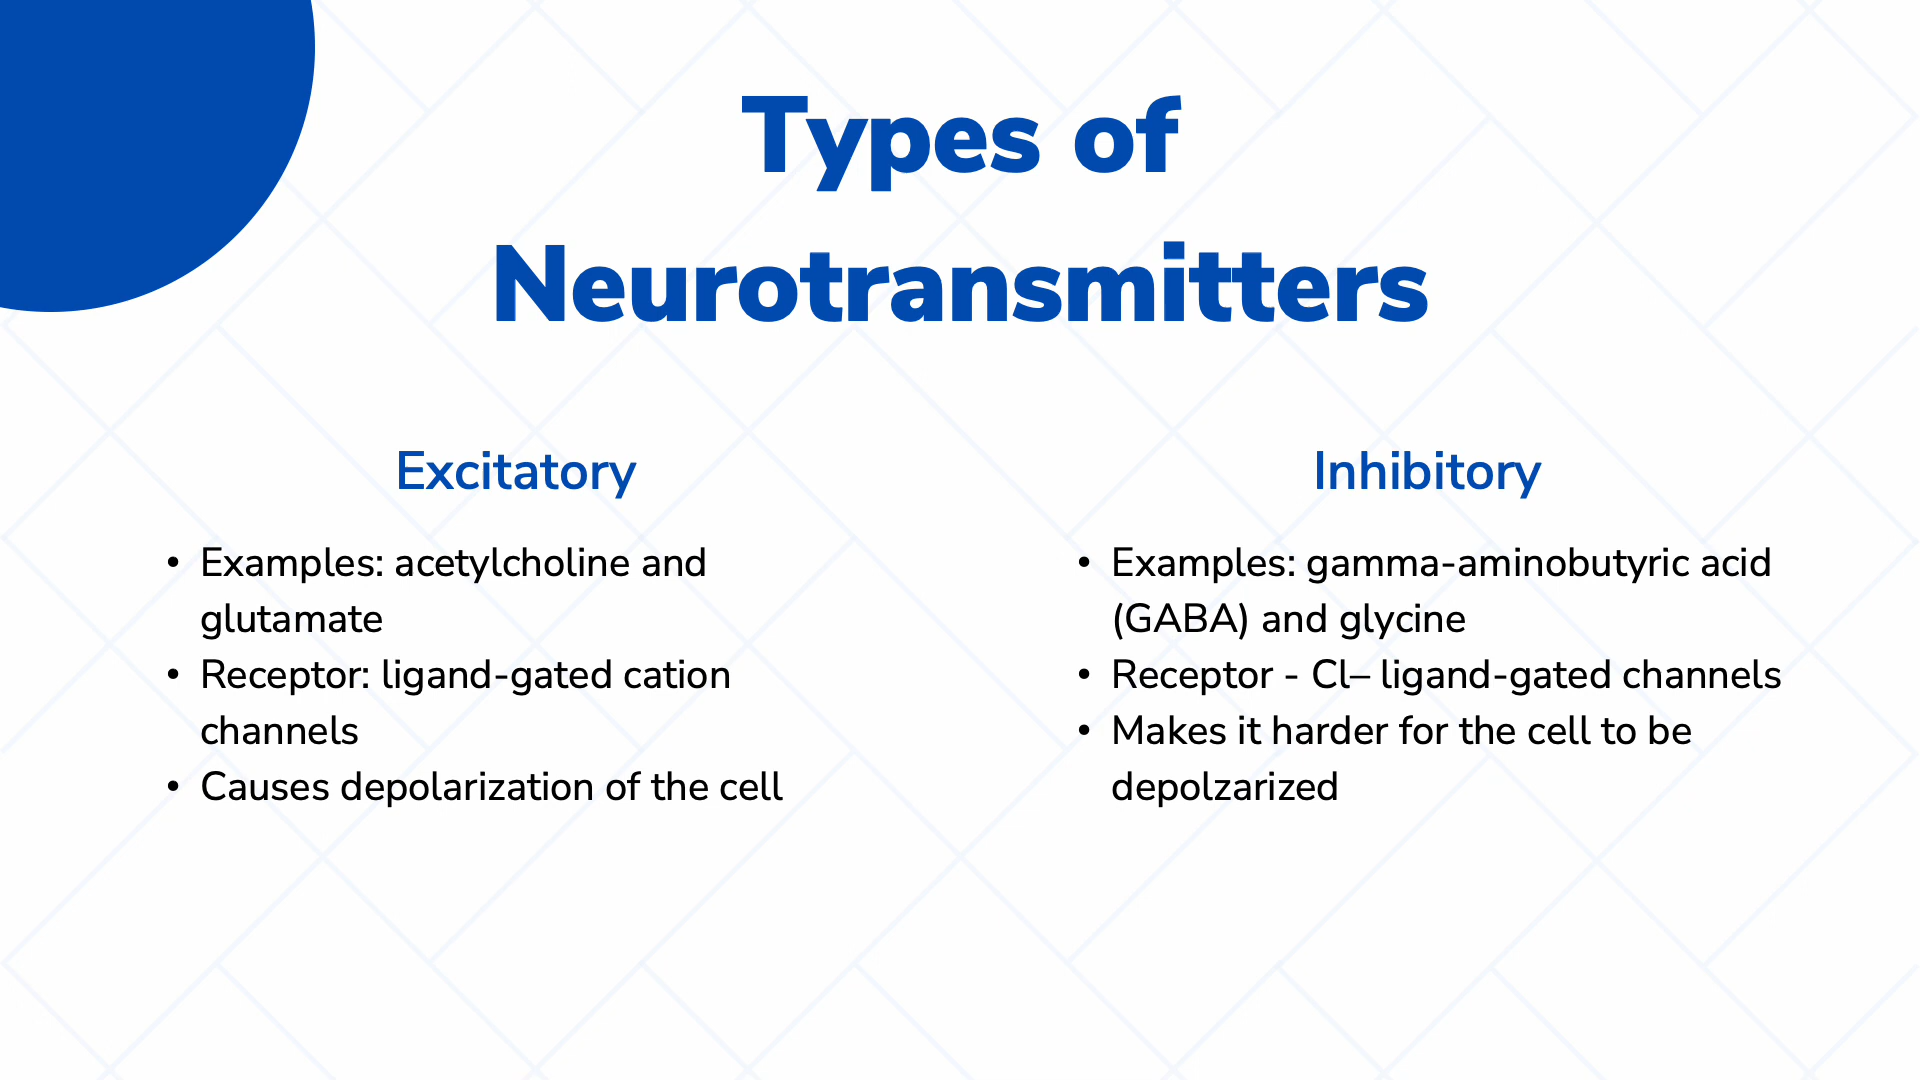 Types of
Neurotransmitters
Excitatory
• Examples: acetylcholine and
glutamate
• Receptor: ligand-gated cation
channels
• Causes depolarization of the cell
Inhibitory
• Examples: gamma-aminobutyric acid
(GABA) and glycine
• Receptor - Cl– ligand-gated channels
• Makes it harder for the cell to be
depolzarized